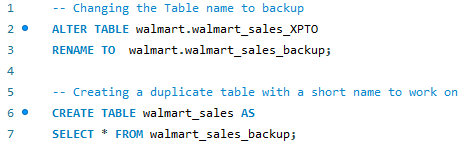 1 -- Changing the Table name to backup
2 ALTER TABLE walmart.walmart_sales_XPTO
3 RENAME TO  walmart.walmart_sales_backup;
4
5 -- Creating a duplicate table with a short name to work on
6 CREATE TABLE walmart_sales AS
7 SELECT * FROM walmart_sales_backup;